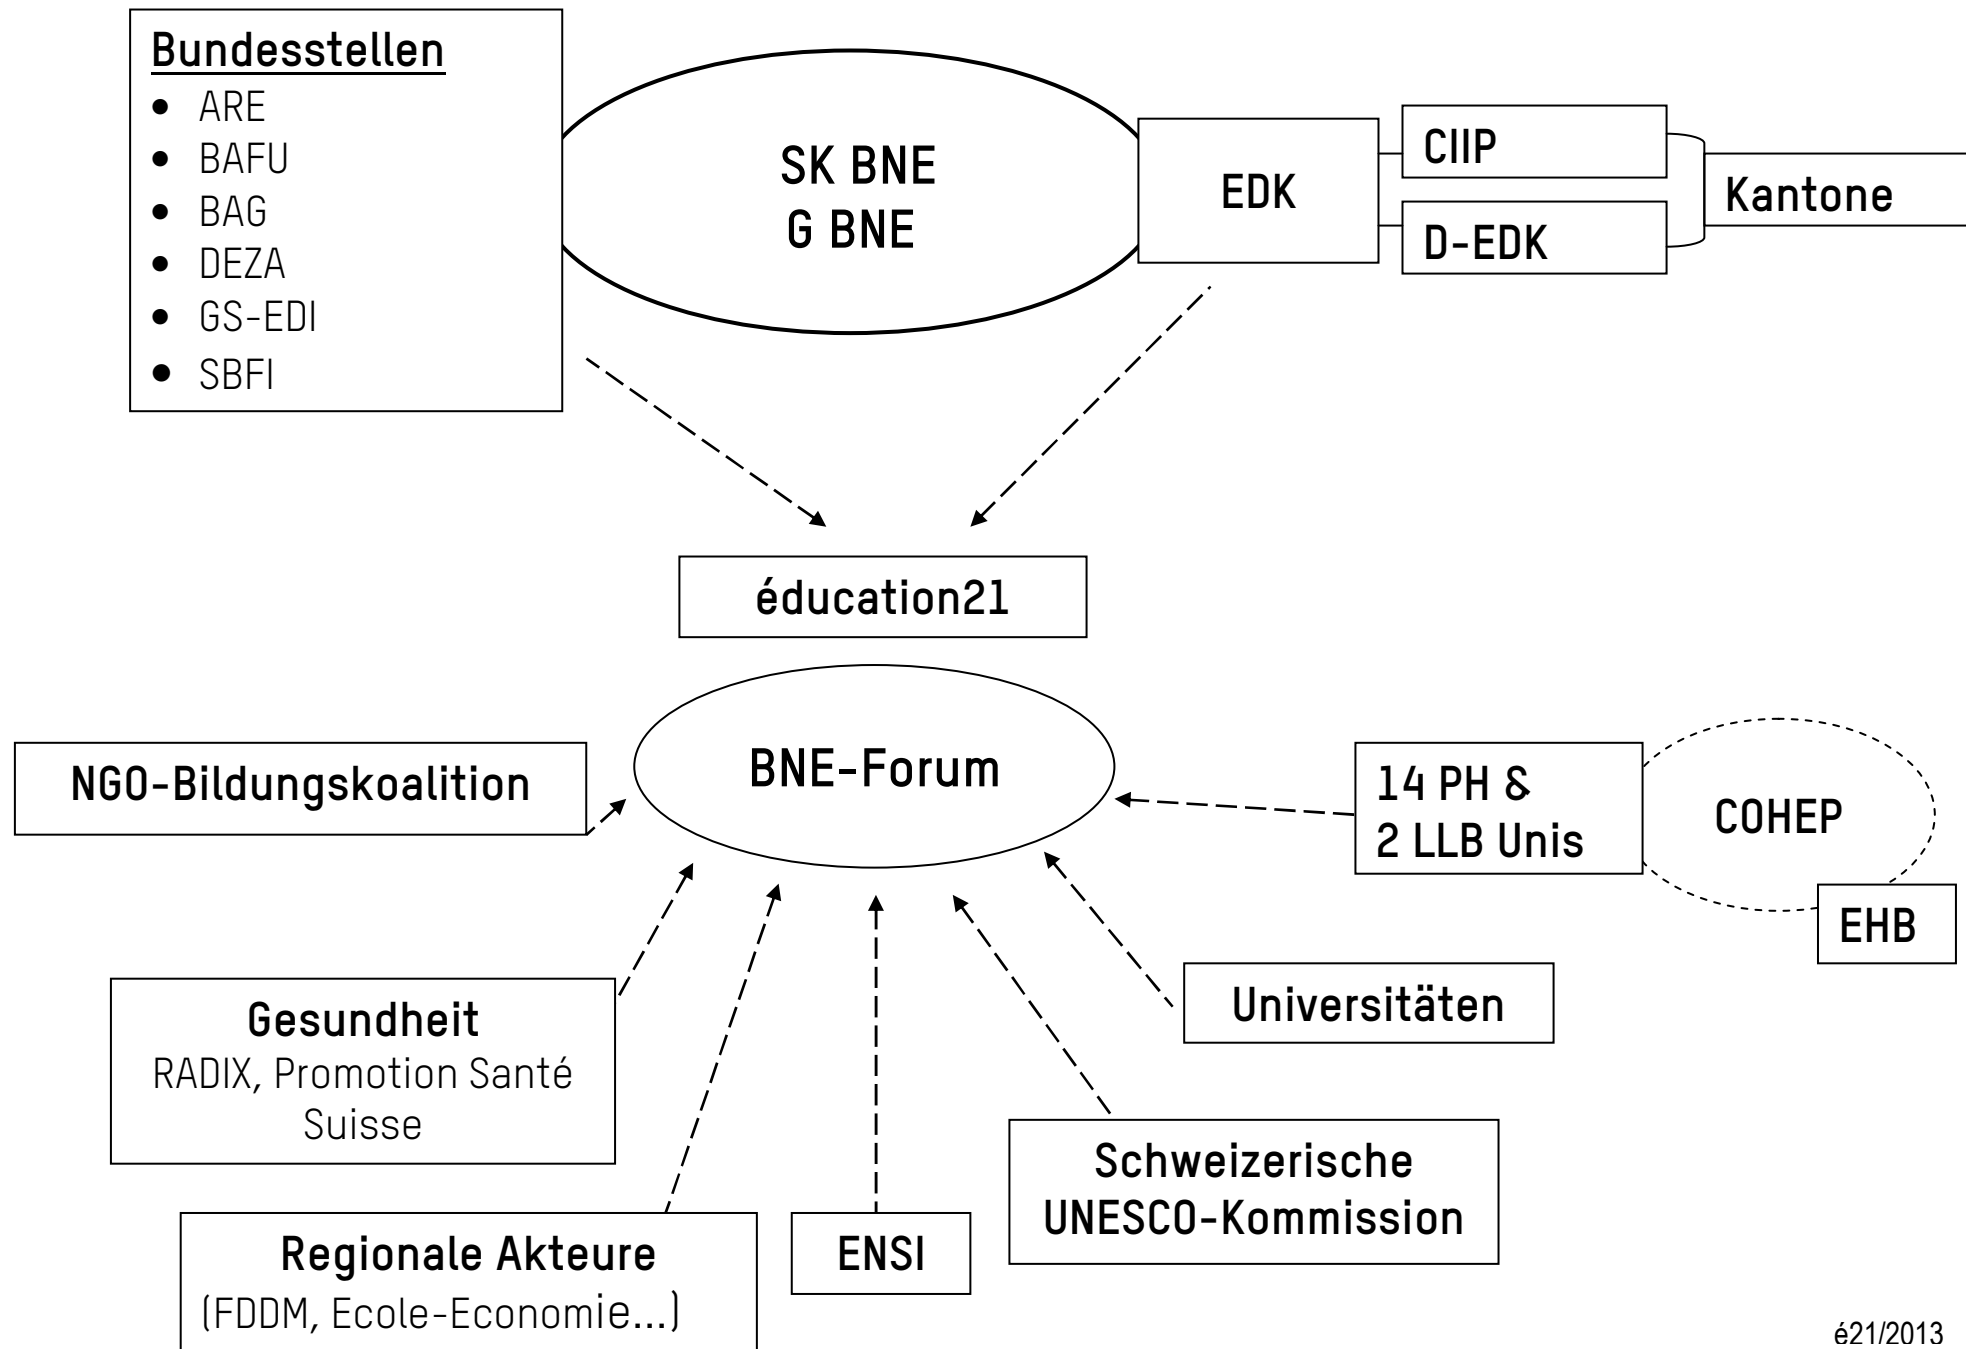 Bundesstellen
• ARE
• BAFU
• BAG
• DEZA
• GS-EDI
• SBFI
SK BNE
G BNE
EDK
CIIP
D-EDK
Kantone
éducation21
BNE-Forum
NGO-Bildungskoalition
14 PH &
2 LLB Unis
COHEP
EHB
Gesundheit
RADIX, Promotion Santé
Suisse
Universitäten
Regionale Akteure
(FDDM, Ecole-Economie...)
ENSI
Schweizerische
UNESCO-Kommission
é21/2013